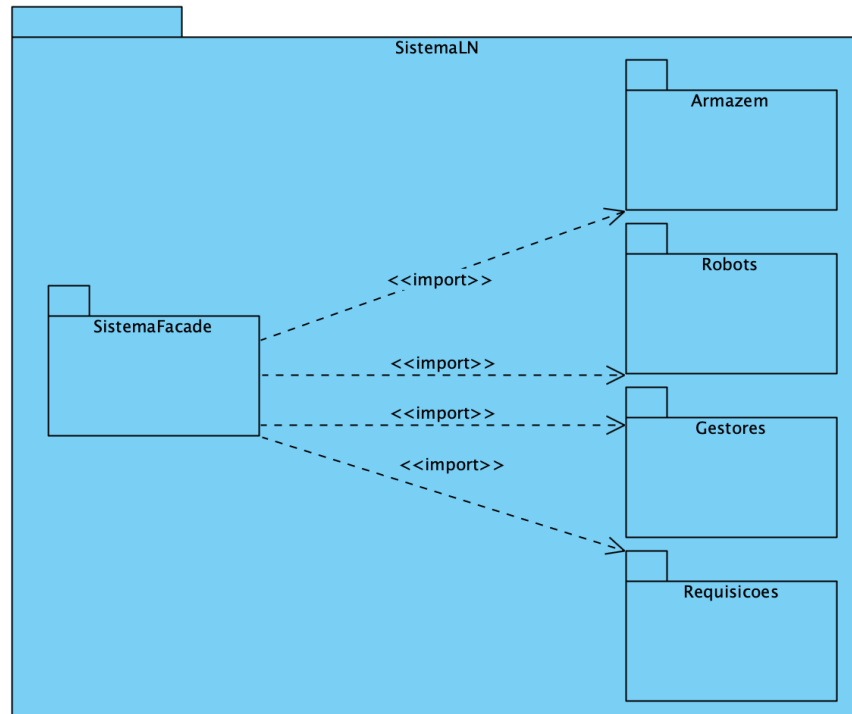 SistemaLN
Armazem
<<import>>
Robots
SistemaFacade
<<import>>
<<import>>
Gestores
<<import>>
Requisicoes